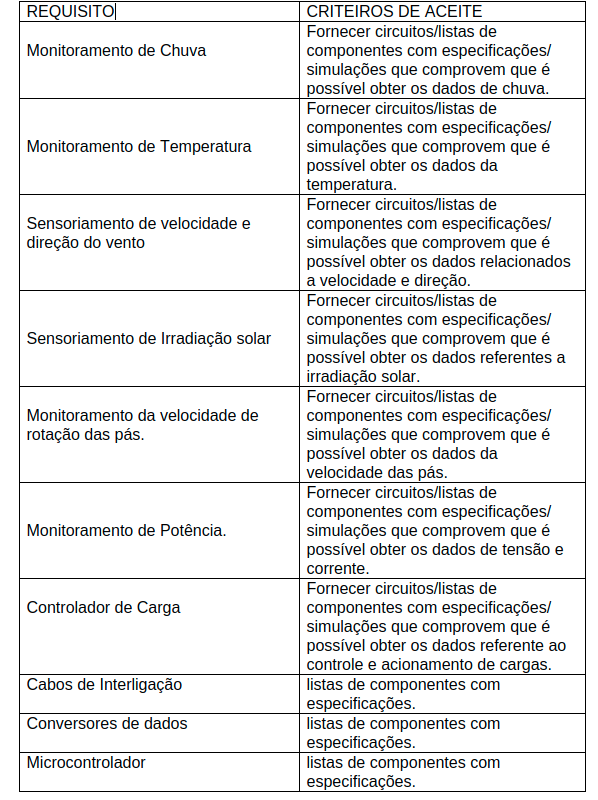 REQUISITO
CRITEIROS DE ACEITE
Monitoramento de Chuva
Fornecer circuitos/listas de
componentes com especificações/
simulações que comprovem que é
possível obter os dados de chuva.
Monitoramento de Temperatura
Fornecer circuitos/listas de
componentes com especificações/
simulações que comprovem que é
possível obter os dados da
temperatura.
Sensoriamento de velocidade e
direção do vento
Fornecer circuitos/listas de
componentes com especificações/
simulações que comprovem que é
possível obter os dados relacionados
a velocidade e direção.
Sensoriamento de Irradiação solar
Fornecer circuitos/listas de
componentes com especificações/
simulações que comprovem que é
possível obter os dados referentes a
irradiação solar.
Monitoramento da velocidade de
rotação das pás.
Fornecer circuitos/listas de
componentes com especificações/
simulações que comprovem que é
possível obter os dados da
velocidade das pás.
Monitoramento de Potência.
Fornecer circuitos/listas de
componentes com especificações/
simulações que comprovem que é
possível obter os dados de tensão e
corrente.
Controlador de Carga
Fornecer circuitos/listas de
componentes com especificações/
simulações que comprovem que é
possível obter os dados referente ao
controle e acionamento de cargas.
Cabos de Interligação
listas de componentes com
especificações.
Conversores de dados
listas de componentes com
especificações.
Microcontrolador
listas de componentes com
especificações.